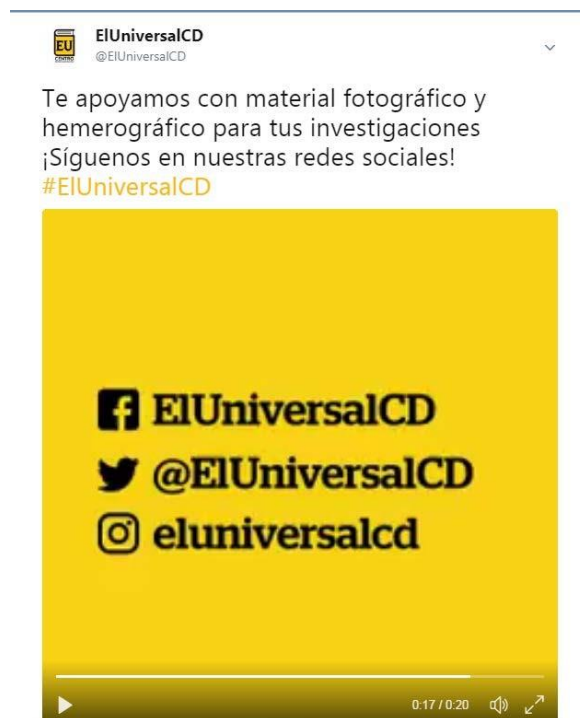 EU
CENTRO
ElUniversalCD
@ElUniversalCD
Te apoyamos con material fotográfico y
hemerográfico para tus investigaciones
¡Síguenos en nuestras redes sociales!
#ElUniversalCD
ElUniversalCD
@ElUniversalCD
eluniversalcd
0:17 / 0:20